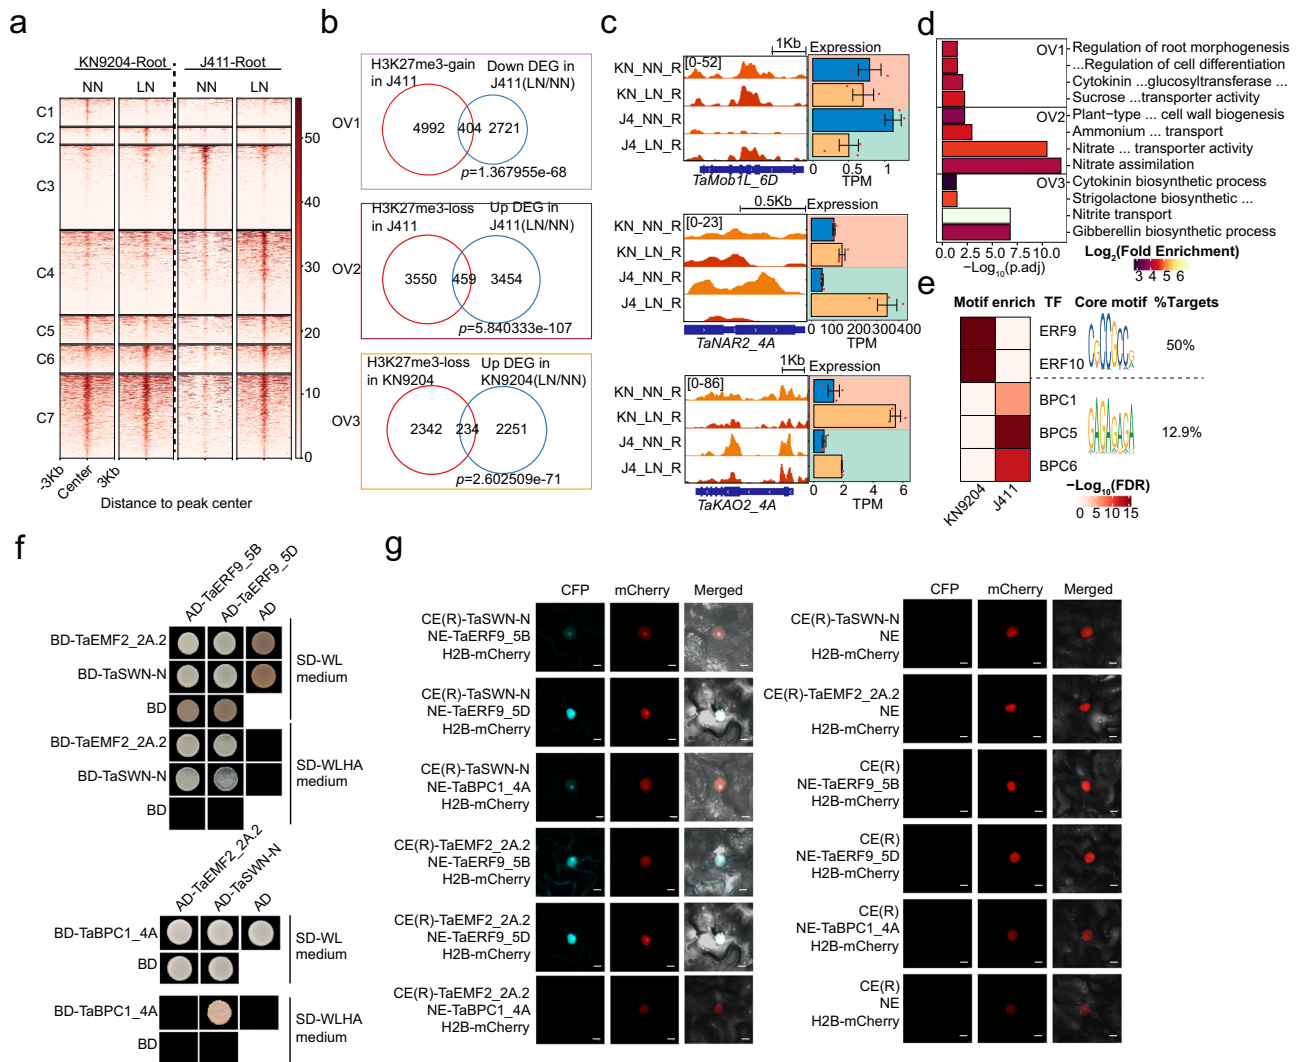 a
KN9204-Root
J411-Root
NN
LN
NN
LN
C1
C2
C3
C4
C5
C6
C7
50
40
30
20
10
0
-3Kb
Center
3Kb
Distance to peak center
b
H3K27me3-gain
in J411
Down DEG in
J411(LN/NN)
OV1
4992
404
2721
p=1.367955e-68
H3K27me3-loss
in J411
Up DEG in
J411(LN/NN)
OV2
3550
459
3454
p=5.840333e-107
H3K27me3-loss
in KN9204
Up DEG in
KN9204(LN/NN)
OV3
2342
234
2251
p=2.602509e-71
c
1Kb
Expression
[0-52]
KN_NN_R
KN_LN_R
J4_NN_R
J4_LN_R
TaMob1L_6D
0 0.5 1
TPM
0.5Kb
Expression
[0-23]
KN_NN_R
KN_LN_R
J4_NN_R
J4_LN_R
TaNAR2_4A
0 100 200 300 400
TPM
1Kb
Expression
[0-86]
KN_NN_R
KN_LN_R
J4_NN_R
J4_LN_R
TaKAO2_4A
0 2 4 6
TPM
d
OV1
Regulation of root morphogenesis
...Regulation of cell differentiation
Cytokinin ...glucosyltransferase ...
Sucrose ...transporter activity
OV2
Plant-type ... cell wall biogenesis
Ammonium ... transport
Nitrate ... transporter activity
Nitrate assimilation
OV3
Cytokinin biosynthetic process
Strigolactone biosynthetic ...
Nitrite transport
Gibberellin biosynthetic process
0.0 2.5 5.0 7.5 10.0
−Log10(p.adj)
Log2(Fold Enrichment)
3 4 5 6
e
Motif enrich
TF
Core motif
%Targets
ERF9
ERF10
50%
BPC1
BPC5
BPC6
12.9%
KN9204
J411
−Log10(FDR)
0 5 10 15
f
AD-TaERF9_5B
AD-TaERF9_5D
AD
BD-TaEMF2_2A.2
BD-TaSWN-N
BD
SD-WL
medium
BD-TaEMF2_2A.2
BD-TaSWN-N
BD
SD-WLHA
medium
AD-TaEMF2_2A.2
AD-TaSWN-N
AD
BD-TaBPC1_4A
BD
SD-WL
medium
BD-TaBPC1_4A
BD
SD-WLHA
medium
g
CFP
mCherry
Merged
CE(R)-TaSWN-N
NE-TaERF9_5B
H2B-mCherry
CE(R)-TaSWN-N
NE-TaERF9_5D
H2B-mCherry
CE(R)-TaSWN-N
NE-TaBPC1_4A
H2B-mCherry
CE(R)-TaEMF2_2A.2
NE-TaERF9_5B
H2B-mCherry
CE(R)-TaEMF2_2A.2
NE-TaERF9_5D
H2B-mCherry
CE(R)-TaEMF2_2A.2
NE-TaBPC1_4A
H2B-mCherry
CFP
mCherry
Merged
CE(R)-TaSWN-N
NE
H2B-mCherry
CE(R)-TaEMF2_2A.2
NE
H2B-mCherry
CE(R)
NE-TaERF9_5B
H2B-mCherry
CE(R)
NE-TaERF9_5D
H2B-mCherry
CE(R)
NE-TaBPC1_4A
H2B-mCherry
CE(R)
NE
H2B-mCherry